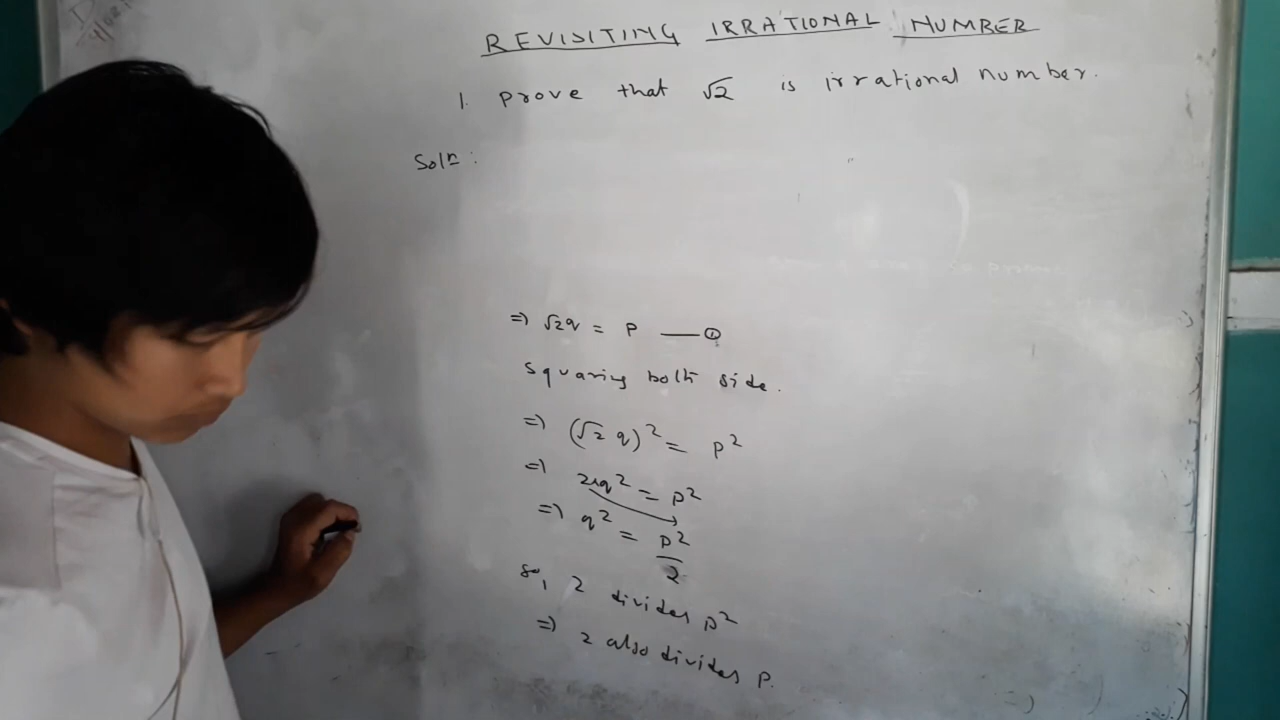 REVISITING IRRATIONAL NUMBER
1. Prove that √2 is irrational number.
Solⁿ :
=> √2q = P —— ①
squaring both side.
=> (√2 q)² = p²
=> 2q² = p²
=> q² = p²/2
so, 2 divides p²
=> 2 also divides P.